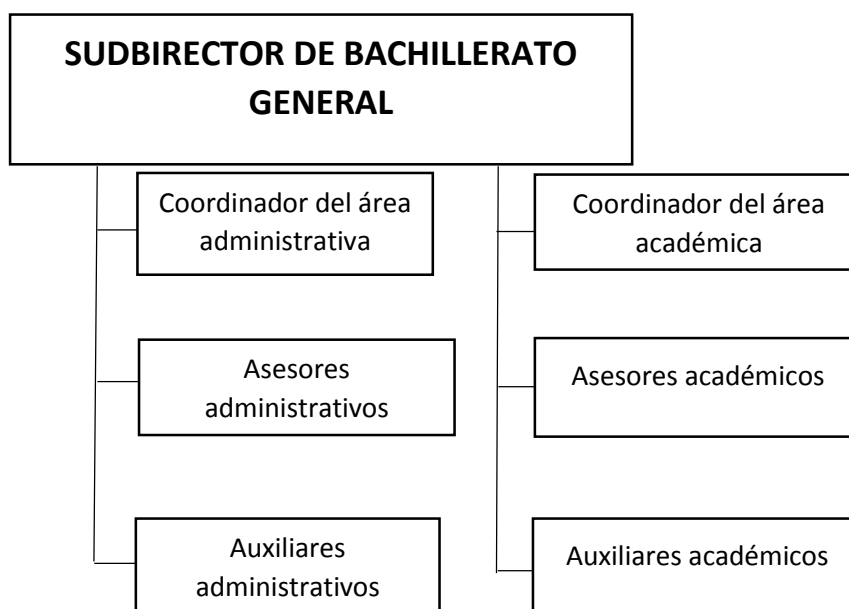 SUDBIRECTOR DE BACHILLERATO
GENERAL
Coordinador del área
administrativa
Coordinador del área
académica
Asesores
administrativos
Asesores académicos
Auxiliares
administrativos
Auxiliares académicos